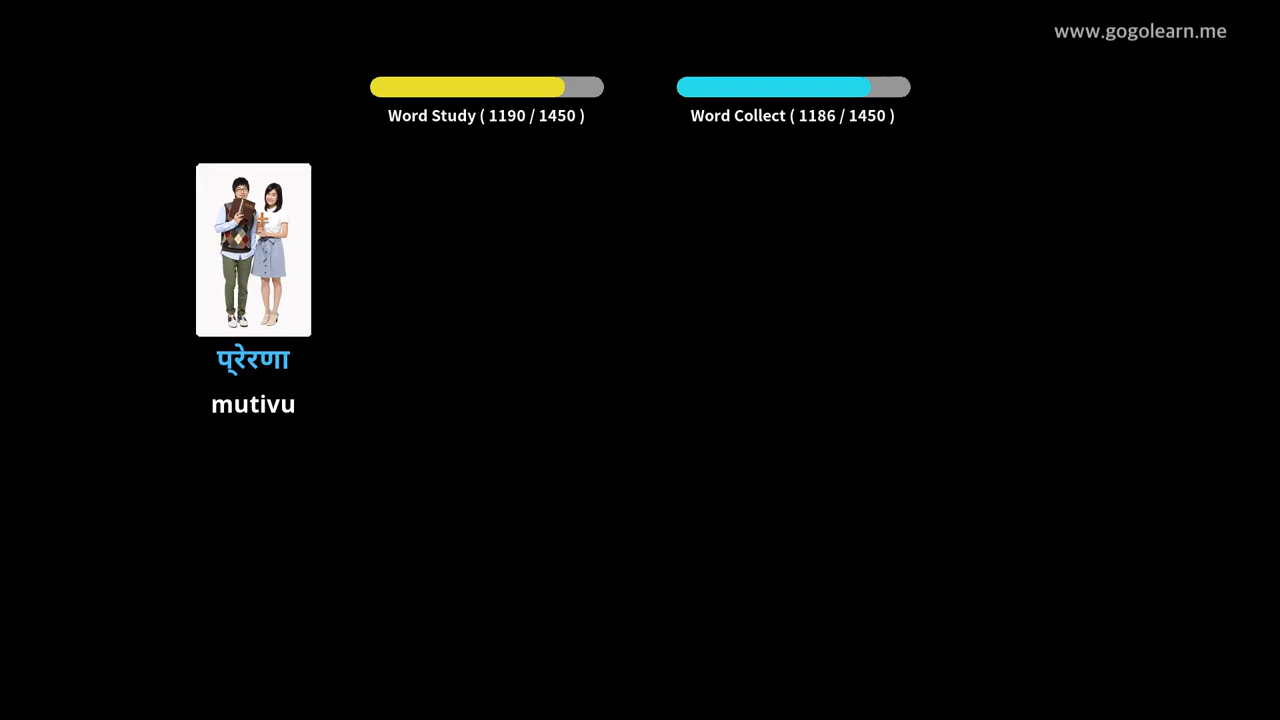 www.gogolearn.me
Word Study ( 1190 / 1450 )
Word Collect ( 1186 / 1450 )
प्रेरणा
mutivu